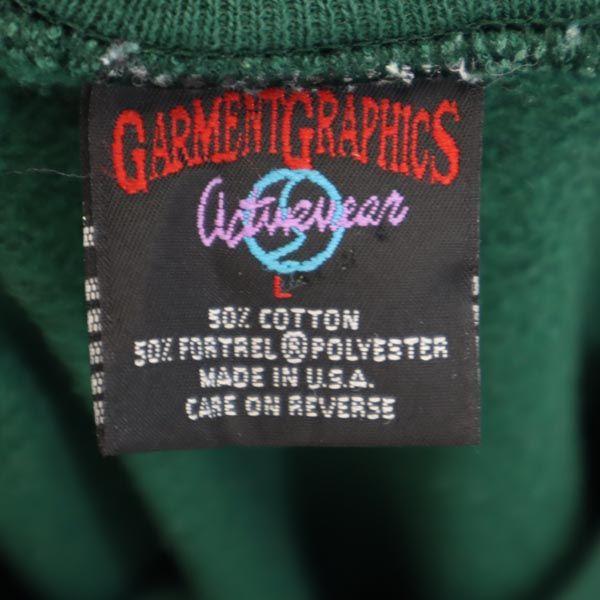 GARMENTGRAPHICS
Activewear
L
50% COTTON
50% FORTREL ® POLYESTER
MADE IN U.S.A.
CARE ON REVERSE